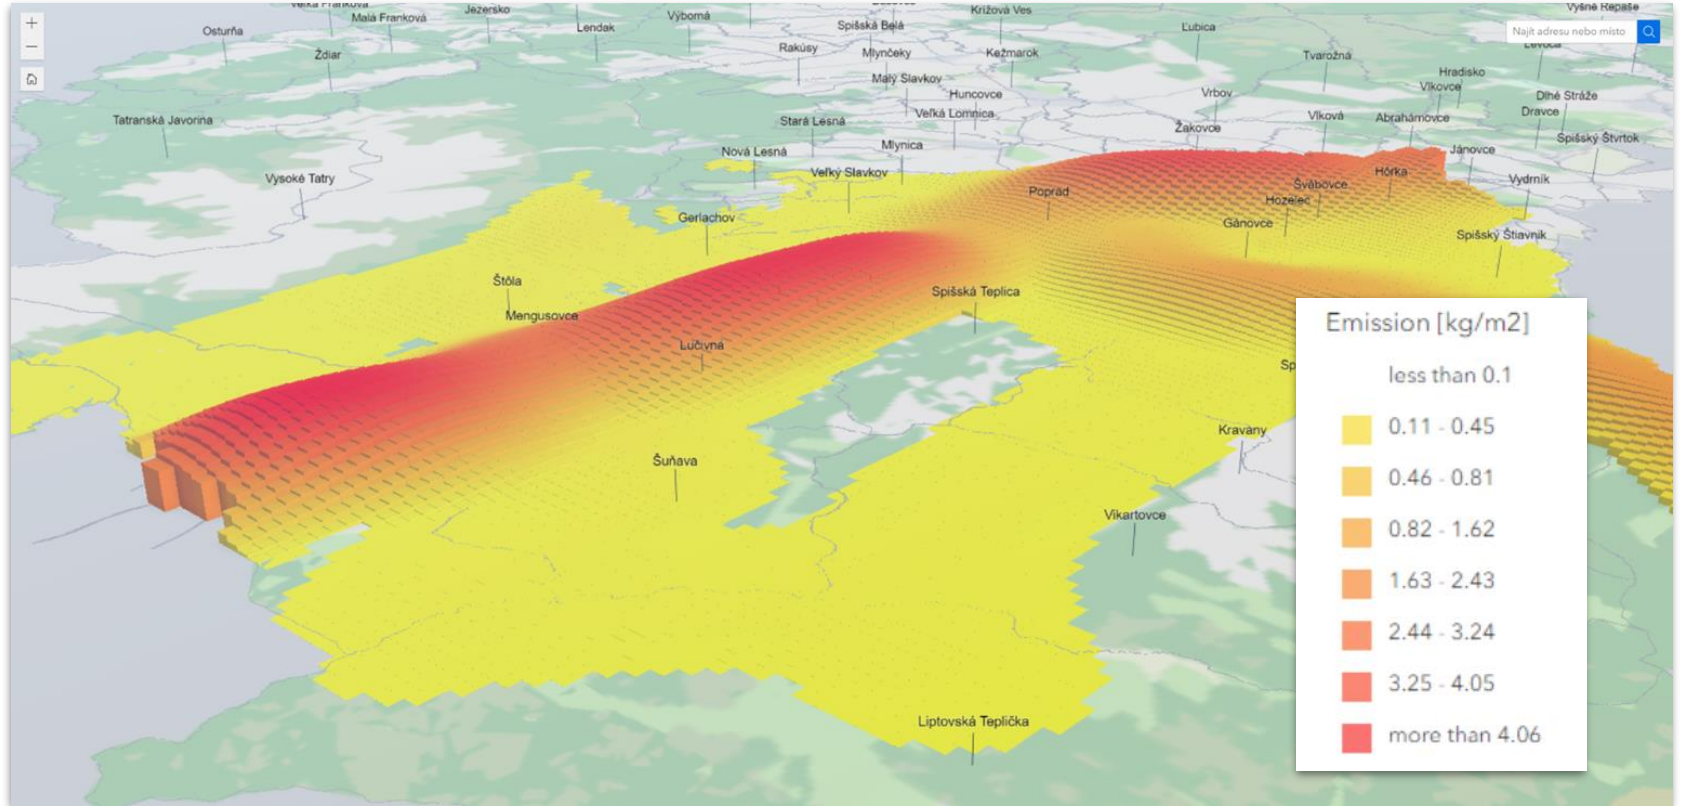 Malá Franková
Jezersko
Výborná
Krížová Ves
Vyšné Repaše
Osturňa
Lendak
Spišská Belá
Ľubica
Najít adresu nebo místo
Ždiar
Rakúsy
Mlynčeky
Kežmarok
Tvarožná
Levoča
Malý Slavkov
Hradisko
Vlkovce
Huncovce
Vrbov
Dlhé Stráže
Tatranská Javorina
Stará Lesná
Veľká Lomnica
Žakovce
Vlková
Abrahámovce
Dravce
Nová Lesná
Mlynica
Spišský Štvrtok
Jánovce
Vysoké Tatry
Veľký Slavkov
Poprad
Švábovce
Hôrka
Vydrník
Hozelec
Gerlachov
Gánovce
Spišský Štiavnik
Štôla
Spišská Teplica
Mengusovce
Lučivná
Sp
Kravany
Šuňava
Vikartovce
Liptovská Teplička
Emission [kg/m2]
less than 0.1
0.11 - 0.45
0.46 - 0.81
0.82 - 1.62
1.63 - 2.43
2.44 - 3.24
3.25 - 4.05
more than 4.06